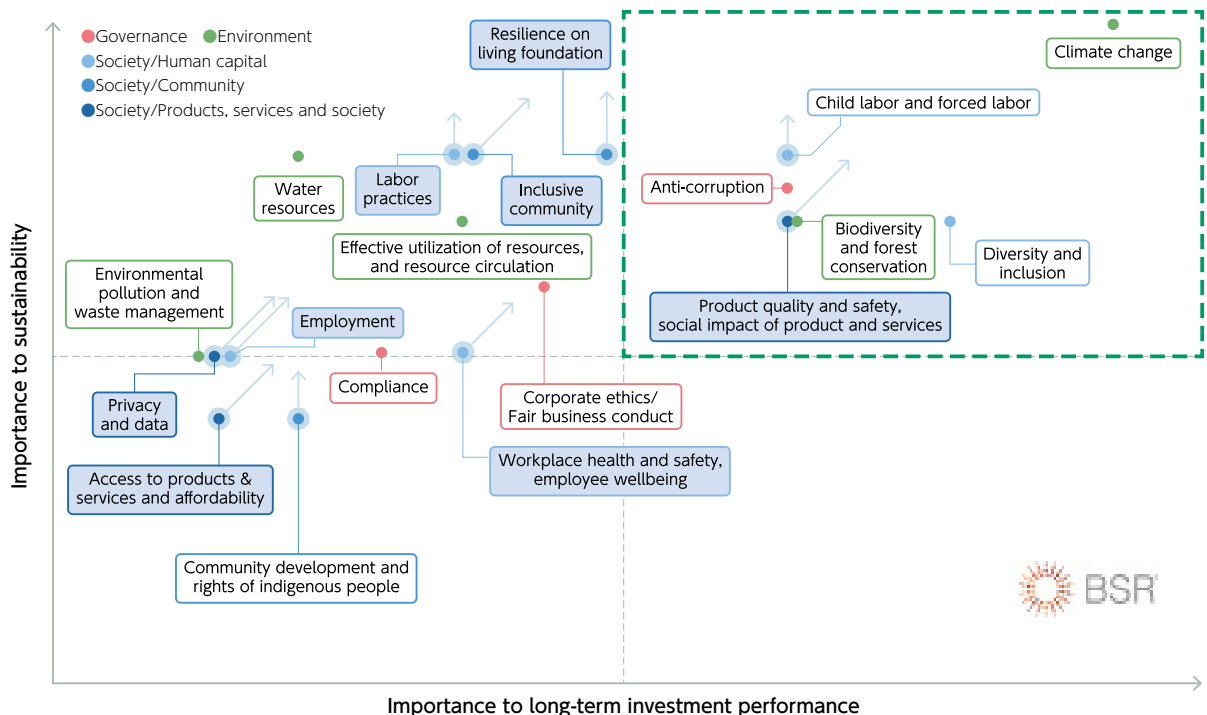 Governance
Environment
Society/Human capital
Society/Community
Society/Products, services and society
Resilience on
living foundation
Climate change
Child labor and forced labor
Water
resources
Labor
practices
Inclusive
community
Anti-corruption
Effective utilization of resources,
and resource circulation
Biodiversity
and forest
conservation
Diversity and
inclusion
Environmental
pollution and
waste management
Employment
Product quality and safety,
social impact of product and services
Compliance
Corporate ethics/
Fair business conduct
Privacy
and data
Workplace health and safety,
employee wellbeing
Access to products &
services and affordability
Community development and
rights of indigenous people
BSR
Importance to sustainability
Importance to long-term investment performance